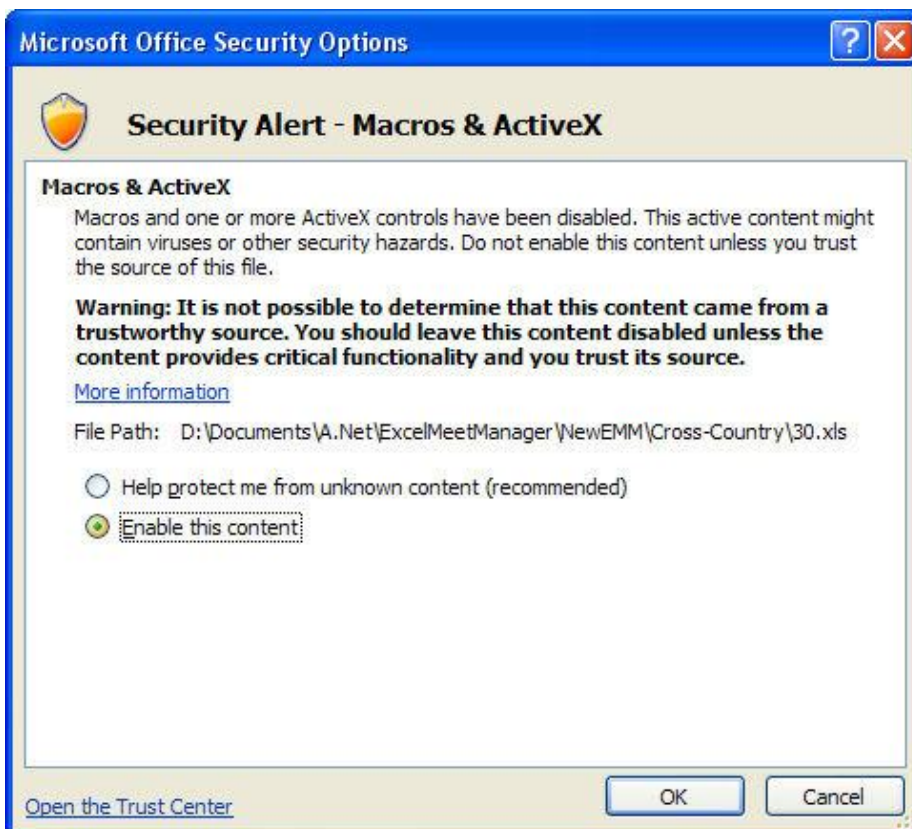 Microsoft Office Security Options
Security Alert - Macros & ActiveX
Macros & ActiveX
Macros and one or more ActiveX controls have been disabled. This active content might
contain viruses or other security hazards. Do not enable this content unless you trust
the source of this file.
Warning: It is not possible to determine that this content came from a
trustworthy source. You should leave this content disabled unless the
content provides critical functionality and you trust its source.
More information
File Path: D:\Documents\A.Net\ExcelMeetManager\NewEMM\Cross-Country\30.xls
Help protect me from unknown content (recommended)
Enable this content
Open the Trust Center
OK
Cancel